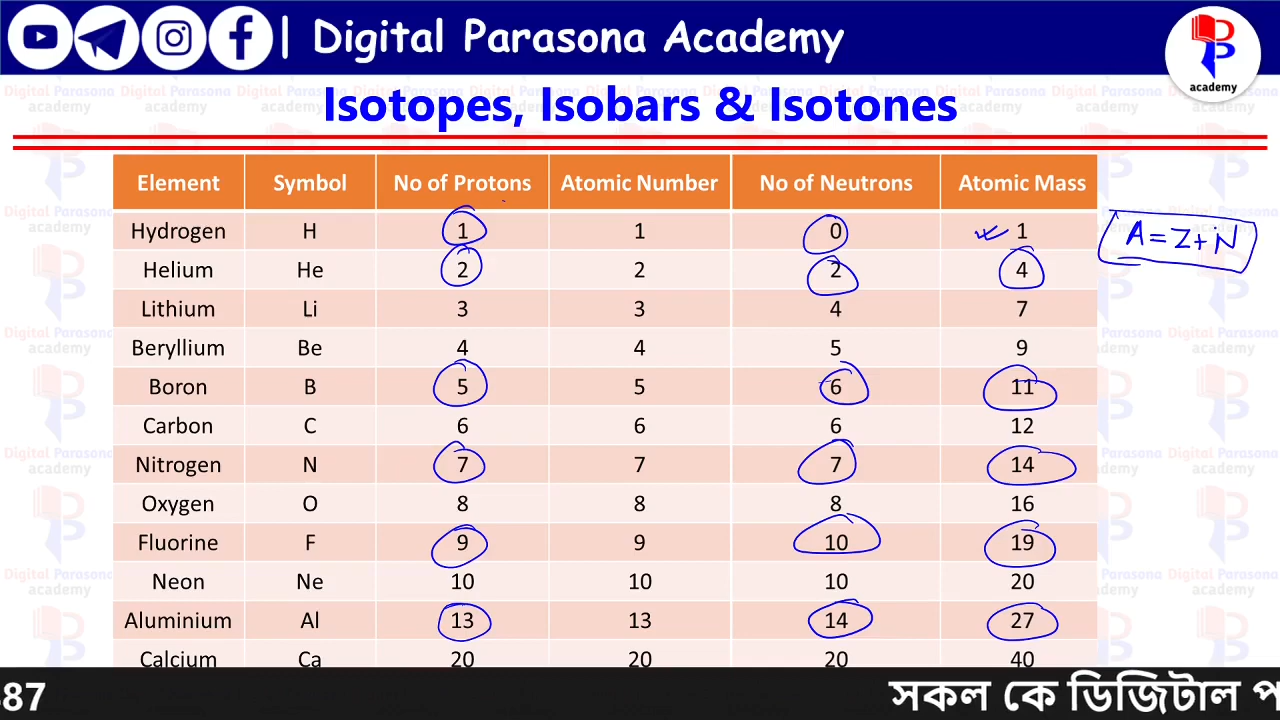 | Digital Parasona Academy
academy
Isotopes, Isobars & Isotones
Element Symbol No of Protons Atomic Number No of Neutrons Atomic Mass
Hydrogen H 1 1 0 1
A=Z+N
Helium He 2 2 2 4
Lithium Li 3 3 4 7
Beryllium Be 4 4 5 9
Boron B 5 5 6 11
Carbon C 6 6 6 12
Nitrogen N 7 7 7 14
Oxygen O 8 8 8 16
Fluorine F 9 9 10 19
Neon Ne 10 10 10 20
Aluminium Al 13 13 14 27
Calcium Ca 20 20 20 40
87 সকল কে ডিজিটাল প